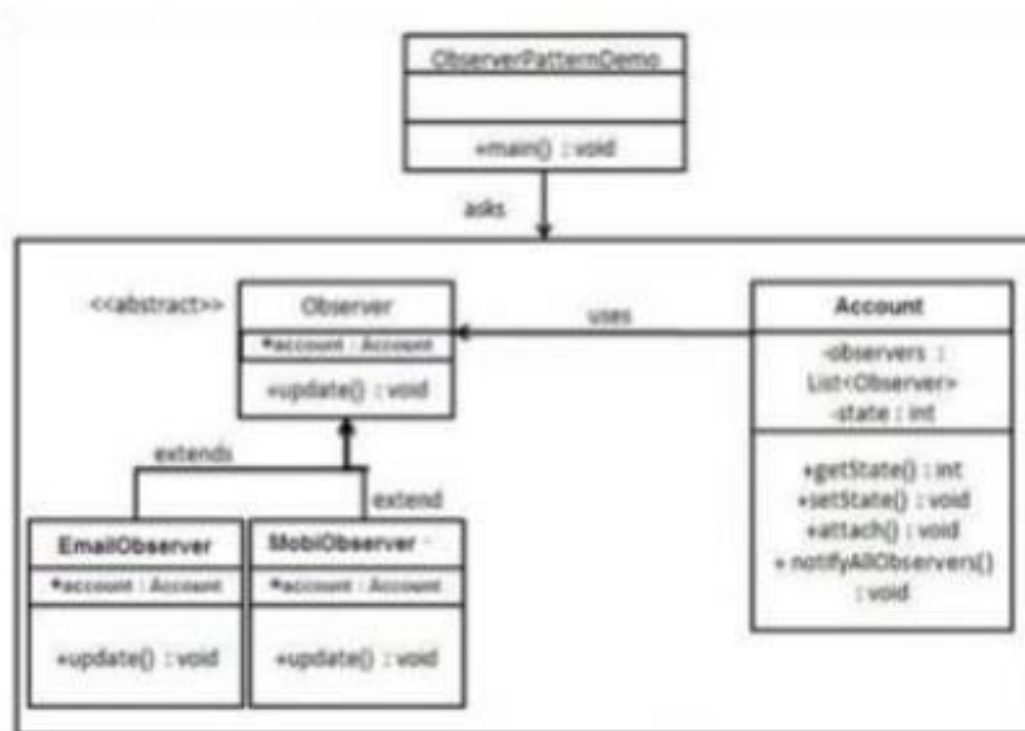 ObserverPatternDemo
+main() : void
asks
<<abstract>>
Observer
*account : Account
+update() : void
uses
Account
-observers :
List<Observer>
-state : int
+getState() : int
+setState() : void
+attach() : void
+ notifyAllObservers()
: void
extends
extend
EmailObserver
*account : Account
+update() : void
MobiObserver
*account : Account
+update() : void